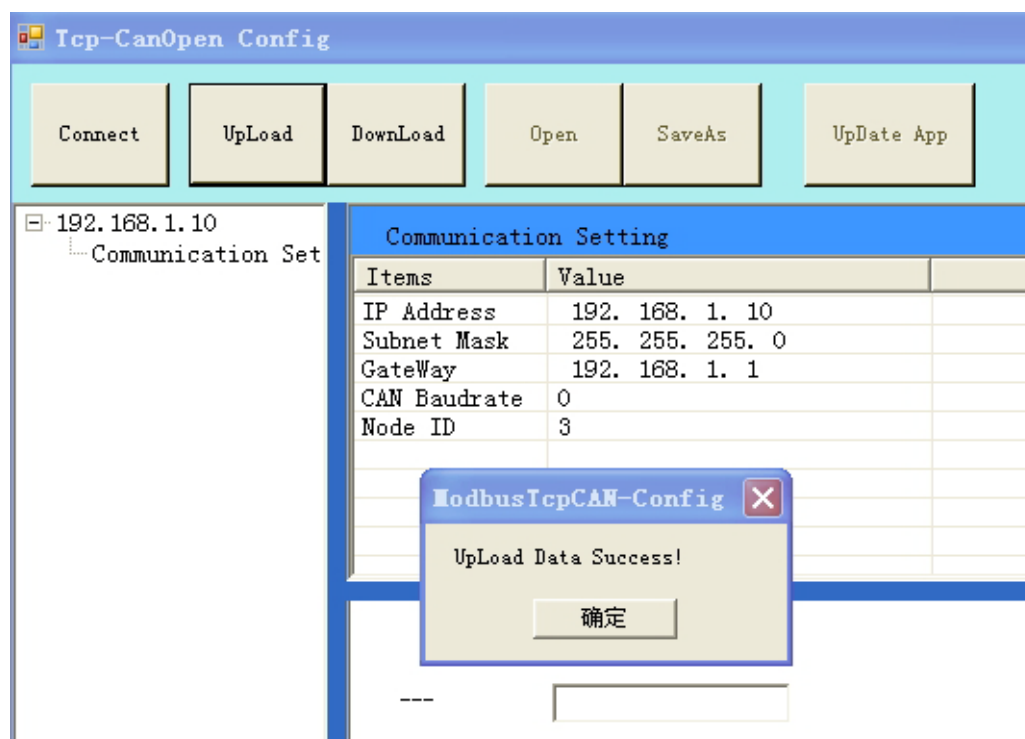 Tcp-CanOpen Config
Connect UpLoad DownLoad Open SaveAs UpDate App
192.168.1.10
Communication Set
Communication Setting
Items Value
IP Address 192. 168. 1. 10
Subnet Mask 255. 255. 255. 0
GateWay 192. 168. 1. 1
CAN Baudrate 0
Node ID 3
ModbusTcpCAN-Config
UpLoad Data Success!
确定
---